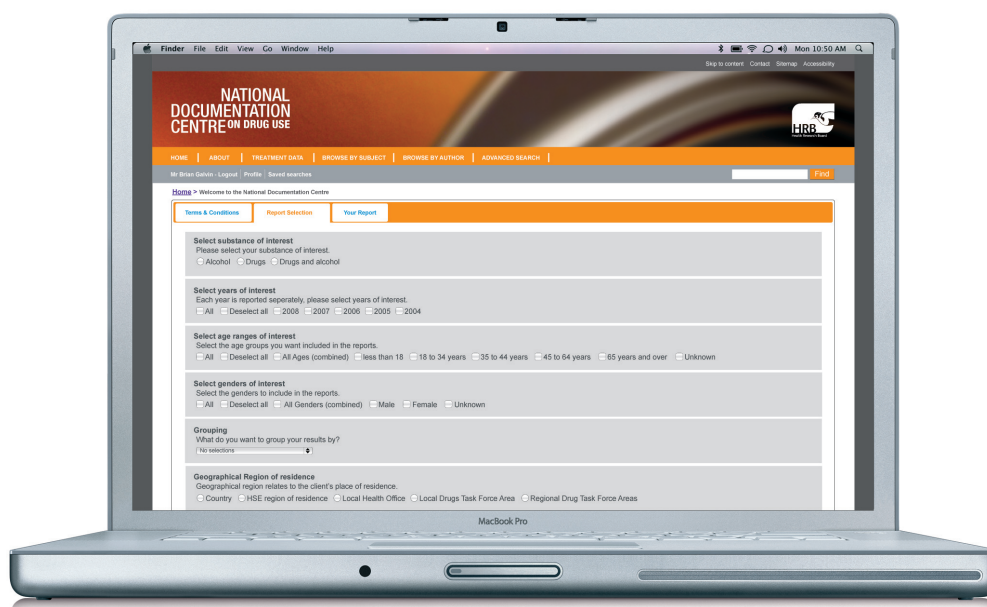 Finder File Edit View Go Window Help Mon 10:50 AM
Skip to content Contact Sitemap Accessibility
NATIONAL
DOCUMENTATION
CENTRE ON DRUG USE
HRB
Health Research Board
HOME | ABOUT | TREATMENT DATA | BROWSE BY SUBJECT | BROWSE BY AUTHOR | ADVANCED SEARCH |
Mr Brian Galvin - Logout | Profile | Saved searches Find
Home > Welcome to the National Documentation Centre
Terms & Conditions Report Selection Your Report
Select substance of interest
Please select your substance of interest.
Alcohol Drugs Drugs and alcohol
Select years of interest
Each year is reported seperately, please select years of interest.
All Deselect all 2008 2007 2006 2005 2004
Select age ranges of interest
Select the age groups you want included in the reports.
All Deselect all All Ages (combined) less than 18 18 to 34 years 35 to 44 years 45 to 64 years 65 years and over Unknown
Select genders of interest
Select the genders to include in the reports.
All Deselect all All Genders (combined) Male Female Unknown
Grouping
What do you want to group your results by?
No selections
Geographical Region of residence
Geographical region relates to the client's place of residence.
Country HSE region of residence Local Health Office Local Drugs Task Force Area Regional Drug Task Force Areas
MacBook Pro